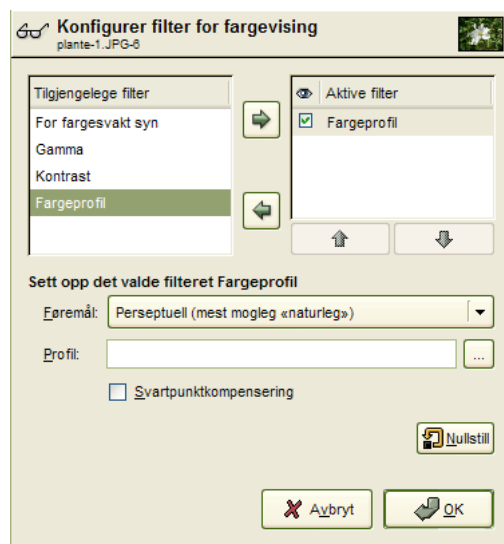 Konfigurer filter for fargevising
plante-1.JPG-6
Tilgjengelege filter
For fargesvakt syn
Gamma
Kontrast
Fargeprofil
Aktive filter
Fargeprofil
Sett opp det valde filteret Fargeprofil
Føremål: Perseptuell (mest mogleg «naturleg»)
Profil: ...
Svartpunktkompensering
Nullstill
Avbryt OK